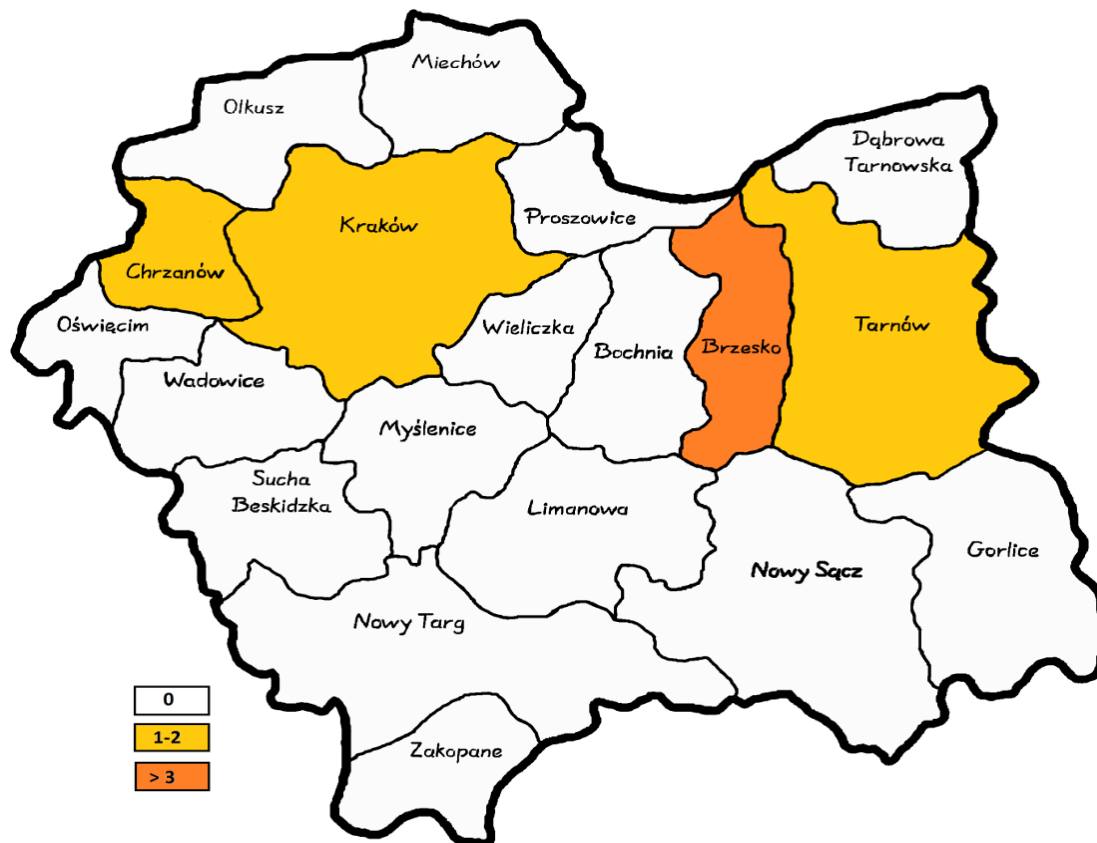 Miechów
Olkusz
Dąbrowa
Tarnowska
Proszowice
Kraków
Chrzanów
Oświęcim
Wieliczka
Tarnów
Bochnia
Brzesko
Wadowice
Myślenice
Sucha
Beskidzka
Limanowa
Gorlice
Nowy Sącz
Nowy Targ
0
1-2
> 3
Zakopane